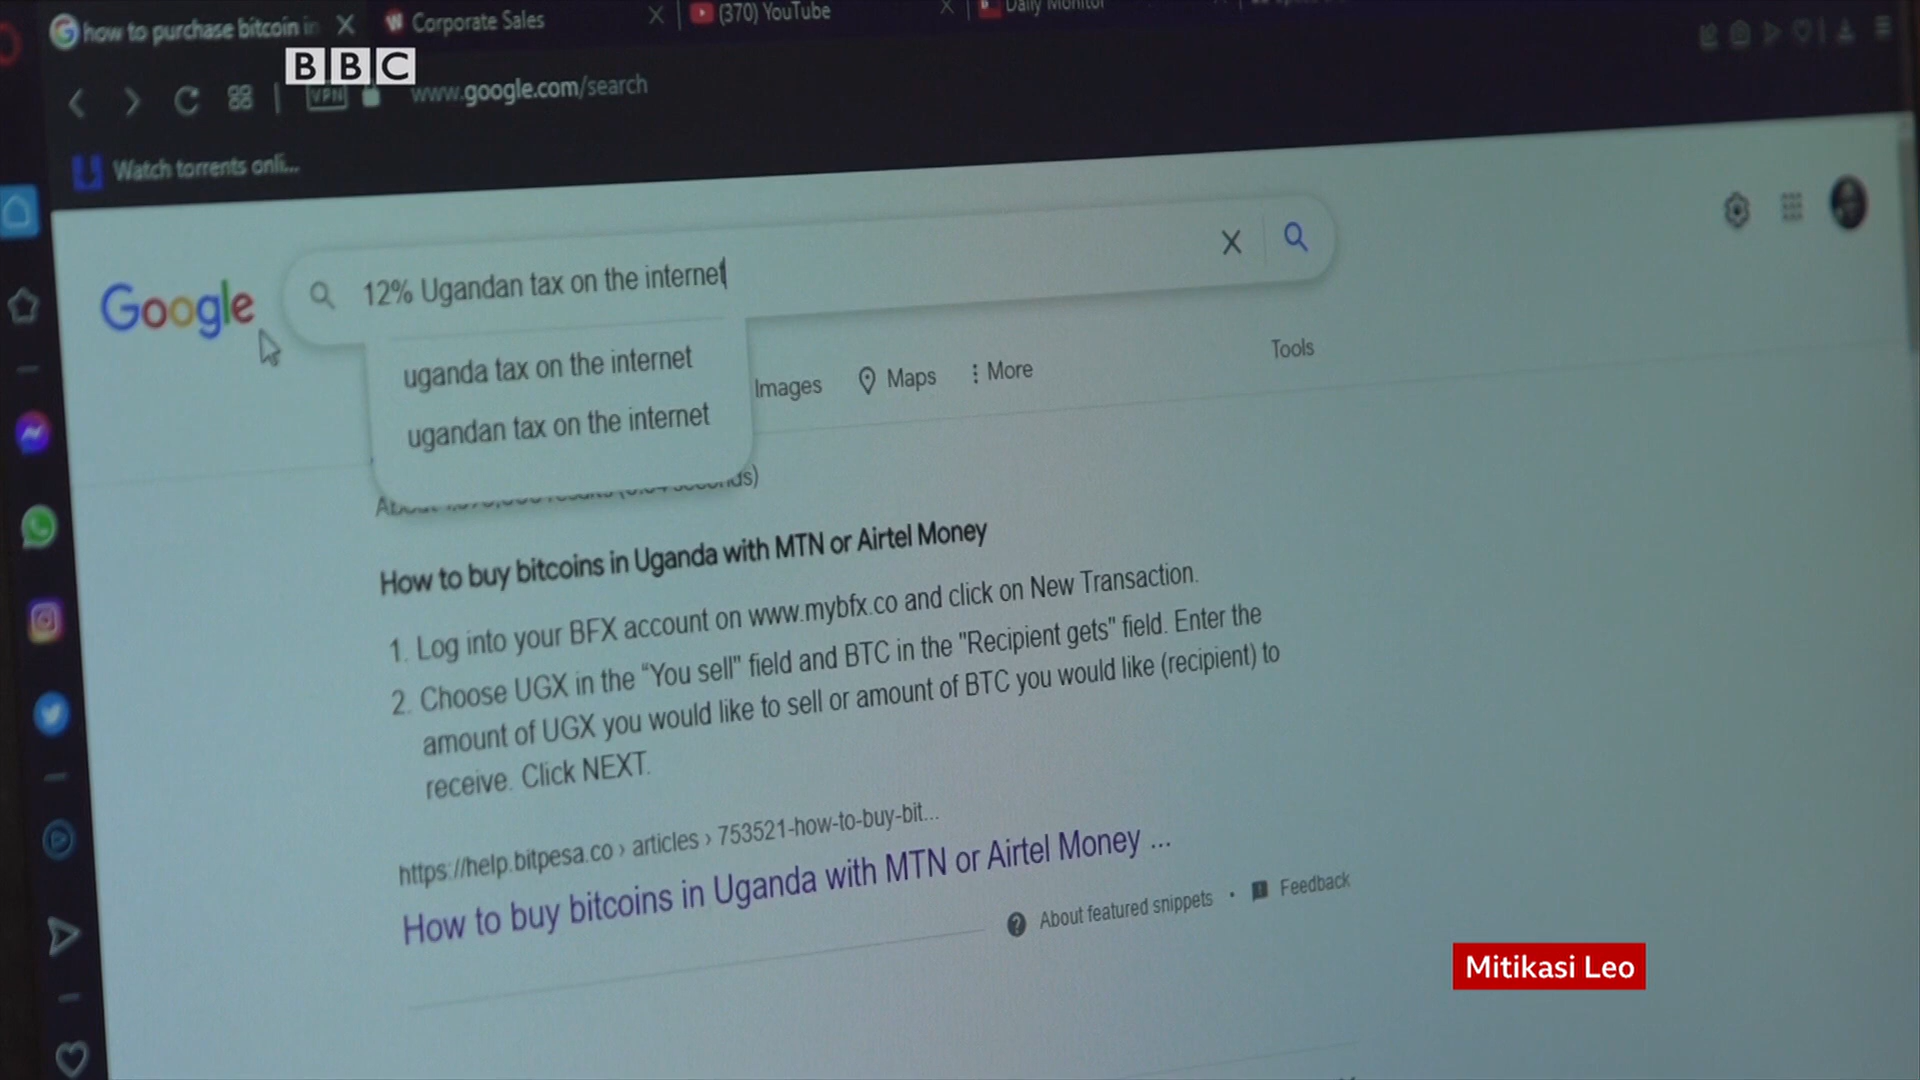 how to purchase bitcoin in
Corporate Sales
(370) YouTube
Daily Monitor
BBC
VPN
www.google.com/search
Watch torrents onli...
Google
12% Ugandan tax on the internet
uganda tax on the internet
ugandan tax on the internet
Images
Maps
More
Tools
How to buy bitcoins in Uganda with MTN or Airtel Money
1. Log into your BFX account on www.mybfx.co and click on New Transaction.
2. Choose UGX in the “You sell" field and BTC in the "Recipient gets" field. Enter the
amount of UGX you would like to sell or amount of BTC you would like (recipient) to
receive. Click NEXT.
https://help.bitpesa.co › articles › 753521-how-to-buy-bit...
How to buy bitcoins in Uganda with MTN or Airtel Money ...
About featured snippets • Feedback
Mitikasi Leo